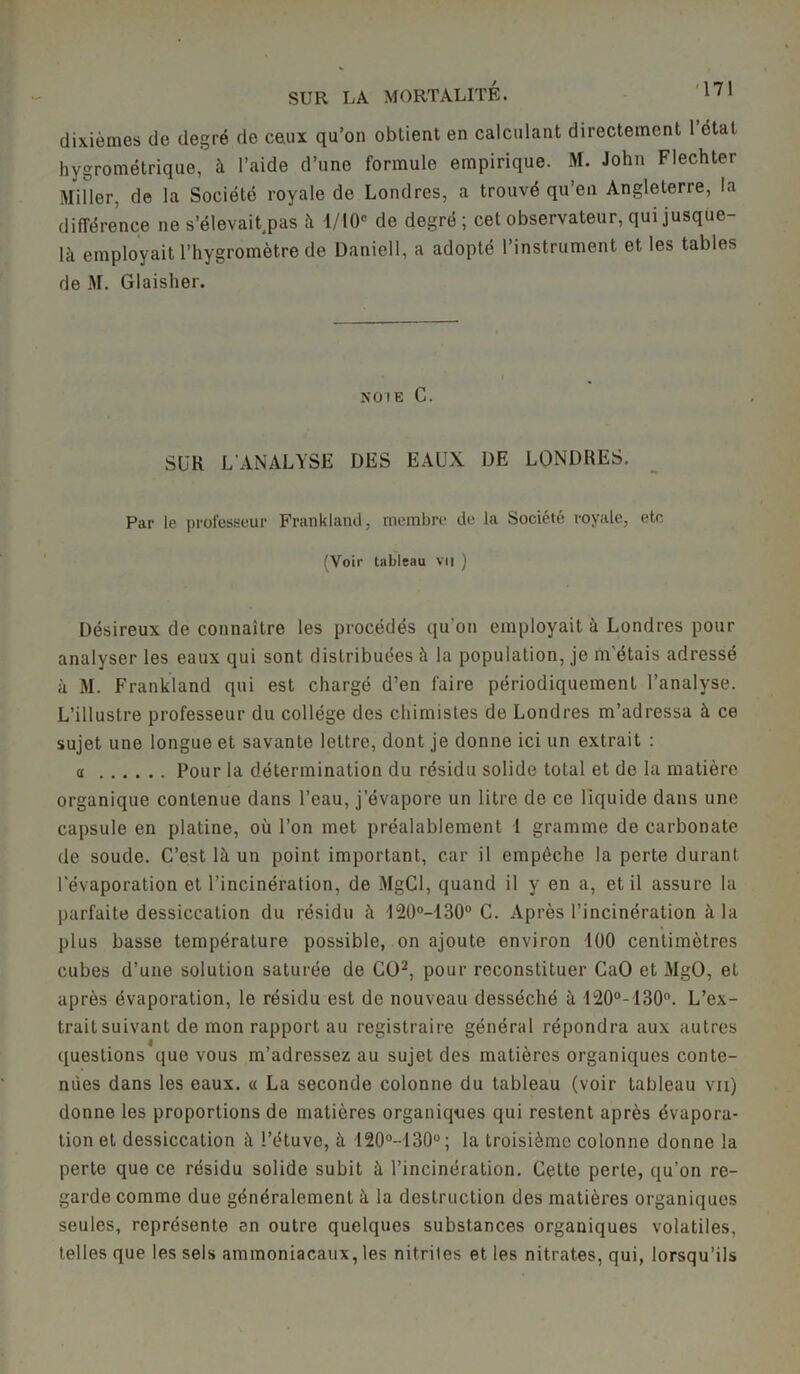 SUR LA MORTALITÉ.
171
dixièmes de degré de ceux qu’on obtient en calculant directement l’état
hygrométrique, à l’aide d’une formule empirique. M. John Flechter
Miller, de la Société royale de Londres, a trouvé qu’en Angleterre, la
différence ne s’élevait pas à 1/10e de degré ; cet observateur, qui jusque-
là employait l’hygromètre de Daniell, a adopté l’instrument et les tables
de M. Glaisher.
NOTE C.
SUR L’ANALYSE DES EAUX DE LONDRES.
Par le professeur Frankland, membre de la Société royale, etc
(Voir tableau VII )
Désireux de connaître les procédés qu’on employait à Londres pour
analyser les eaux qui sont distribuées à la population, je m’étais adressé
à M. Frankland qui est chargé d’en faire périodiquement l’analyse.
L’illustre professeur du collége des chimistes de Londres m’adressa à ce
sujet une longue et savante lettre, dont je donne ici un extrait :
« ...... Pour la détermination du résidu solide total et de la matière
organique contenue dans l’eau, j’évapore un litre de ce liquide dans une
capsule en platine, où l’on met préalablement 1 gramme de carbonate
de soude. C’est là un point important, car il empêche la perte durant
l’évaporation et l’incinération, de MgCl, quand il y en a, et il assure la
parfaite dessiccation du résidu à 120°-130° C. Après l’incinération à la
plus basse température possible, on ajoute environ 100 centimètres
cubes d’une solution saturée de CO², pour reconstituer CaO et MgO, et
après évaporation, le résidu est de nouveau desséché à 120°-130°. L’ex-
trait suivant de mon rapport au registraire général répondra aux autres
questions que vous m’adressez au sujet des matières organiques conte-
nues dans les eaux. « La seconde colonne du tableau (voir tableau VII)
donne les proportions de matières organiques qui restent après évapora-
tion et dessiccation à l’étuve, à 120°-130° ; la troisième colonne donne la
perte que ce résidu solide subit à l’incinération. Cette perte, qu’on re-
garde comme due généralement à la destruction des matières organiques
seules, représente en outre quelques substances organiques volatiles,
telles que les sels ammoniacaux, les nitrites et les nitrates, qui, lorsqu’ils